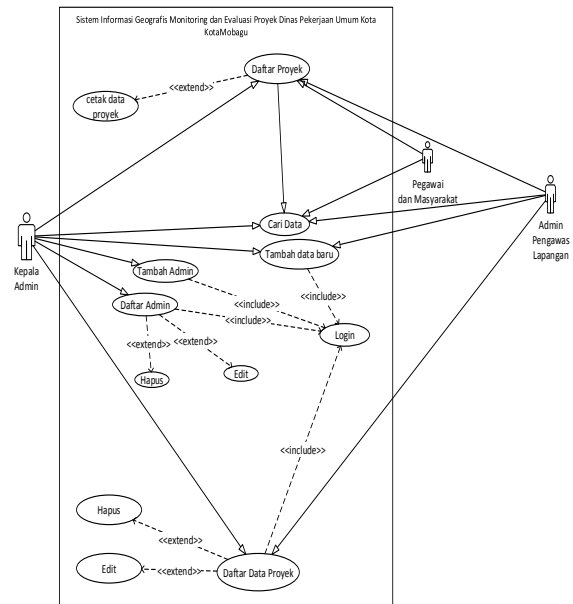 Sistem Informasi Geografis Monitoring dan Evaluasi Proyek Dinas Pekerjaan Umum Kota
KotaMobagu
Daftar Proyek
<<extend>>
cetak data
proyek
Pegawai
dan Masyarakat
Admin
Pengawas
Lapangan
Kepala
Admin
Cari Data
Tambah data baru
Tambah Admin
<<include>>
<<include>>
Daftar Admin
<<include>>
Login
<<extend>>
<<extend>>
Hapus
Edit
<<include>>
Hapus
<<extend>>
Edit
<<extend>>
Daftar Data Proyek